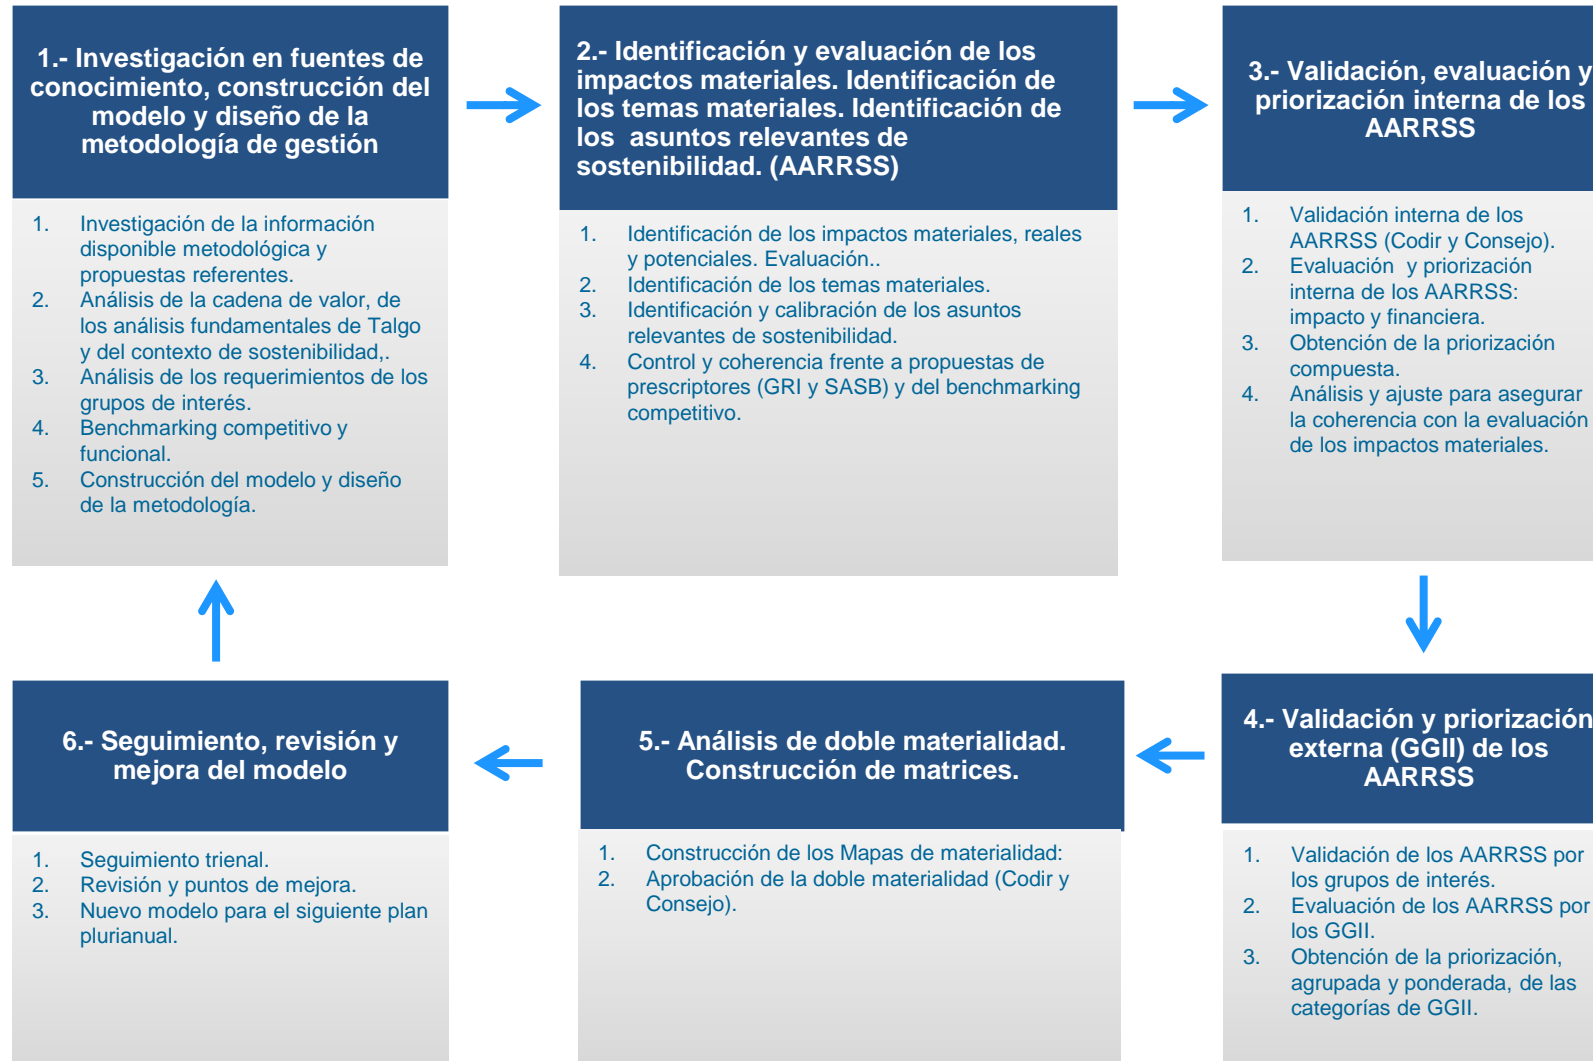 1.- Investigación en fuentes de
conocimiento, construcción del
modelo y diseño de la
metodología de gestión
1. Investigación de la información
disponible metodológica y
propuestas referentes.
2. Análisis de la cadena de valor, de
los análisis fundamentales de Talgo
y del contexto de sostenibilidad,.
3. Análisis de los requerimientos de los
grupos de interés.
4. Benchmarking competitivo y
funcional.
5. Construcción del modelo y diseño
de la metodología.
2.- Identificación y evaluación de los
impactos materiales. Identificación de
los temas materiales. Identificación de
los asuntos relevantes de
sostenibilidad. (AARRSS)
1. Identificación de los impactos materiales, reales
y potenciales. Evaluación..
2. Identificación de los temas materiales.
3. Identificación y calibración de los asuntos
relevantes de sostenibilidad.
4. Control y coherencia frente a propuestas de
prescriptores (GRI y SASB) y del benchmarking
competitivo.
3.- Validación, evaluación y
priorización interna de los
AARRSS
1. Validación interna de los
AARRSS (Codir y Consejo).
2. Evaluación y priorización
interna de los AARRSS:
impacto y financiera.
3. Obtención de la priorización
compuesta.
4. Análisis y ajuste para asegurar
la coherencia con la evaluación
de los impactos materiales.
4.- Validación y priorización
externa (GGII) de los
AARRSS
1. Validación de los AARRSS por
los grupos de interés.
2. Evaluación de los AARRSS por
los GGII.
3. Obtención de la priorización,
agrupada y ponderada, de las
categorías de GGII.
5.- Análisis de doble materialidad.
Construcción de matrices.
1. Construcción de los Mapas de materialidad:
2. Aprobación de la doble materialidad (Codir y
Consejo).
6.- Seguimiento, revisión y
mejora del modelo
1. Seguimiento trienal.
2. Revisión y puntos de mejora.
3. Nuevo modelo para el siguiente plan
plurianual.